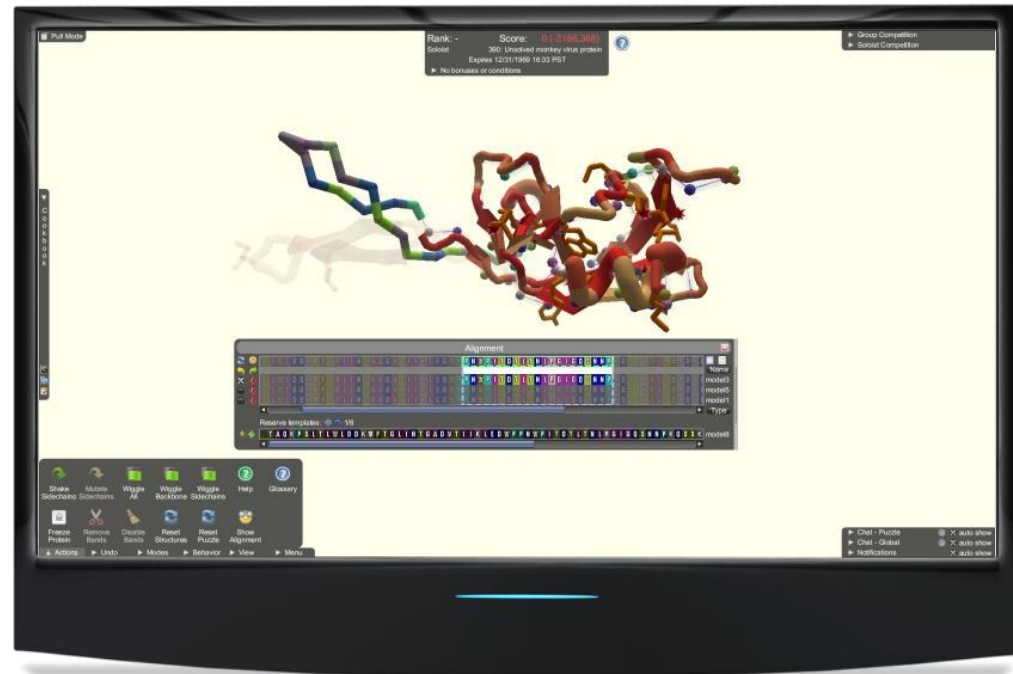 Pull Mode
Rank: - Score: 0 (-2166.366)
Soloist 390: Unsolved monkey virus protein
Expires 12/31/1969 16:33 PST
No bonuses or conditions
Group Competition
Soloist Competition
Cookbook
Alignment
Name
model3
model5
model1
Type
Reserve templates: 1/8
model8
Shake Sidechains
Mutate Sidechains
Wiggle All
Wiggle Backbone
Wiggle Sidechains
Help
Glossary
Freeze Protein
Remove Bands
Disable Bands
Reset Structures
Reset Puzzle
Show Alignment
Actions Undo Modes Behavior View Menu
Chat - Puzzle auto show
Chat - Global auto show
Notifications auto show